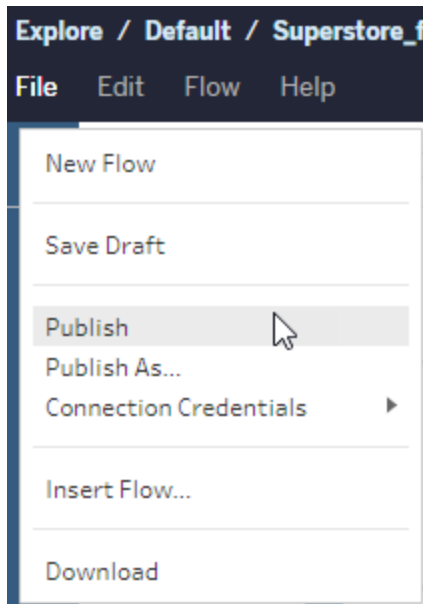 Explore / Default / Superstore_f
File Edit Flow Help
New Flow
Save Draft
Publish
Publish As...
Connection Credentials
Insert Flow...
Download